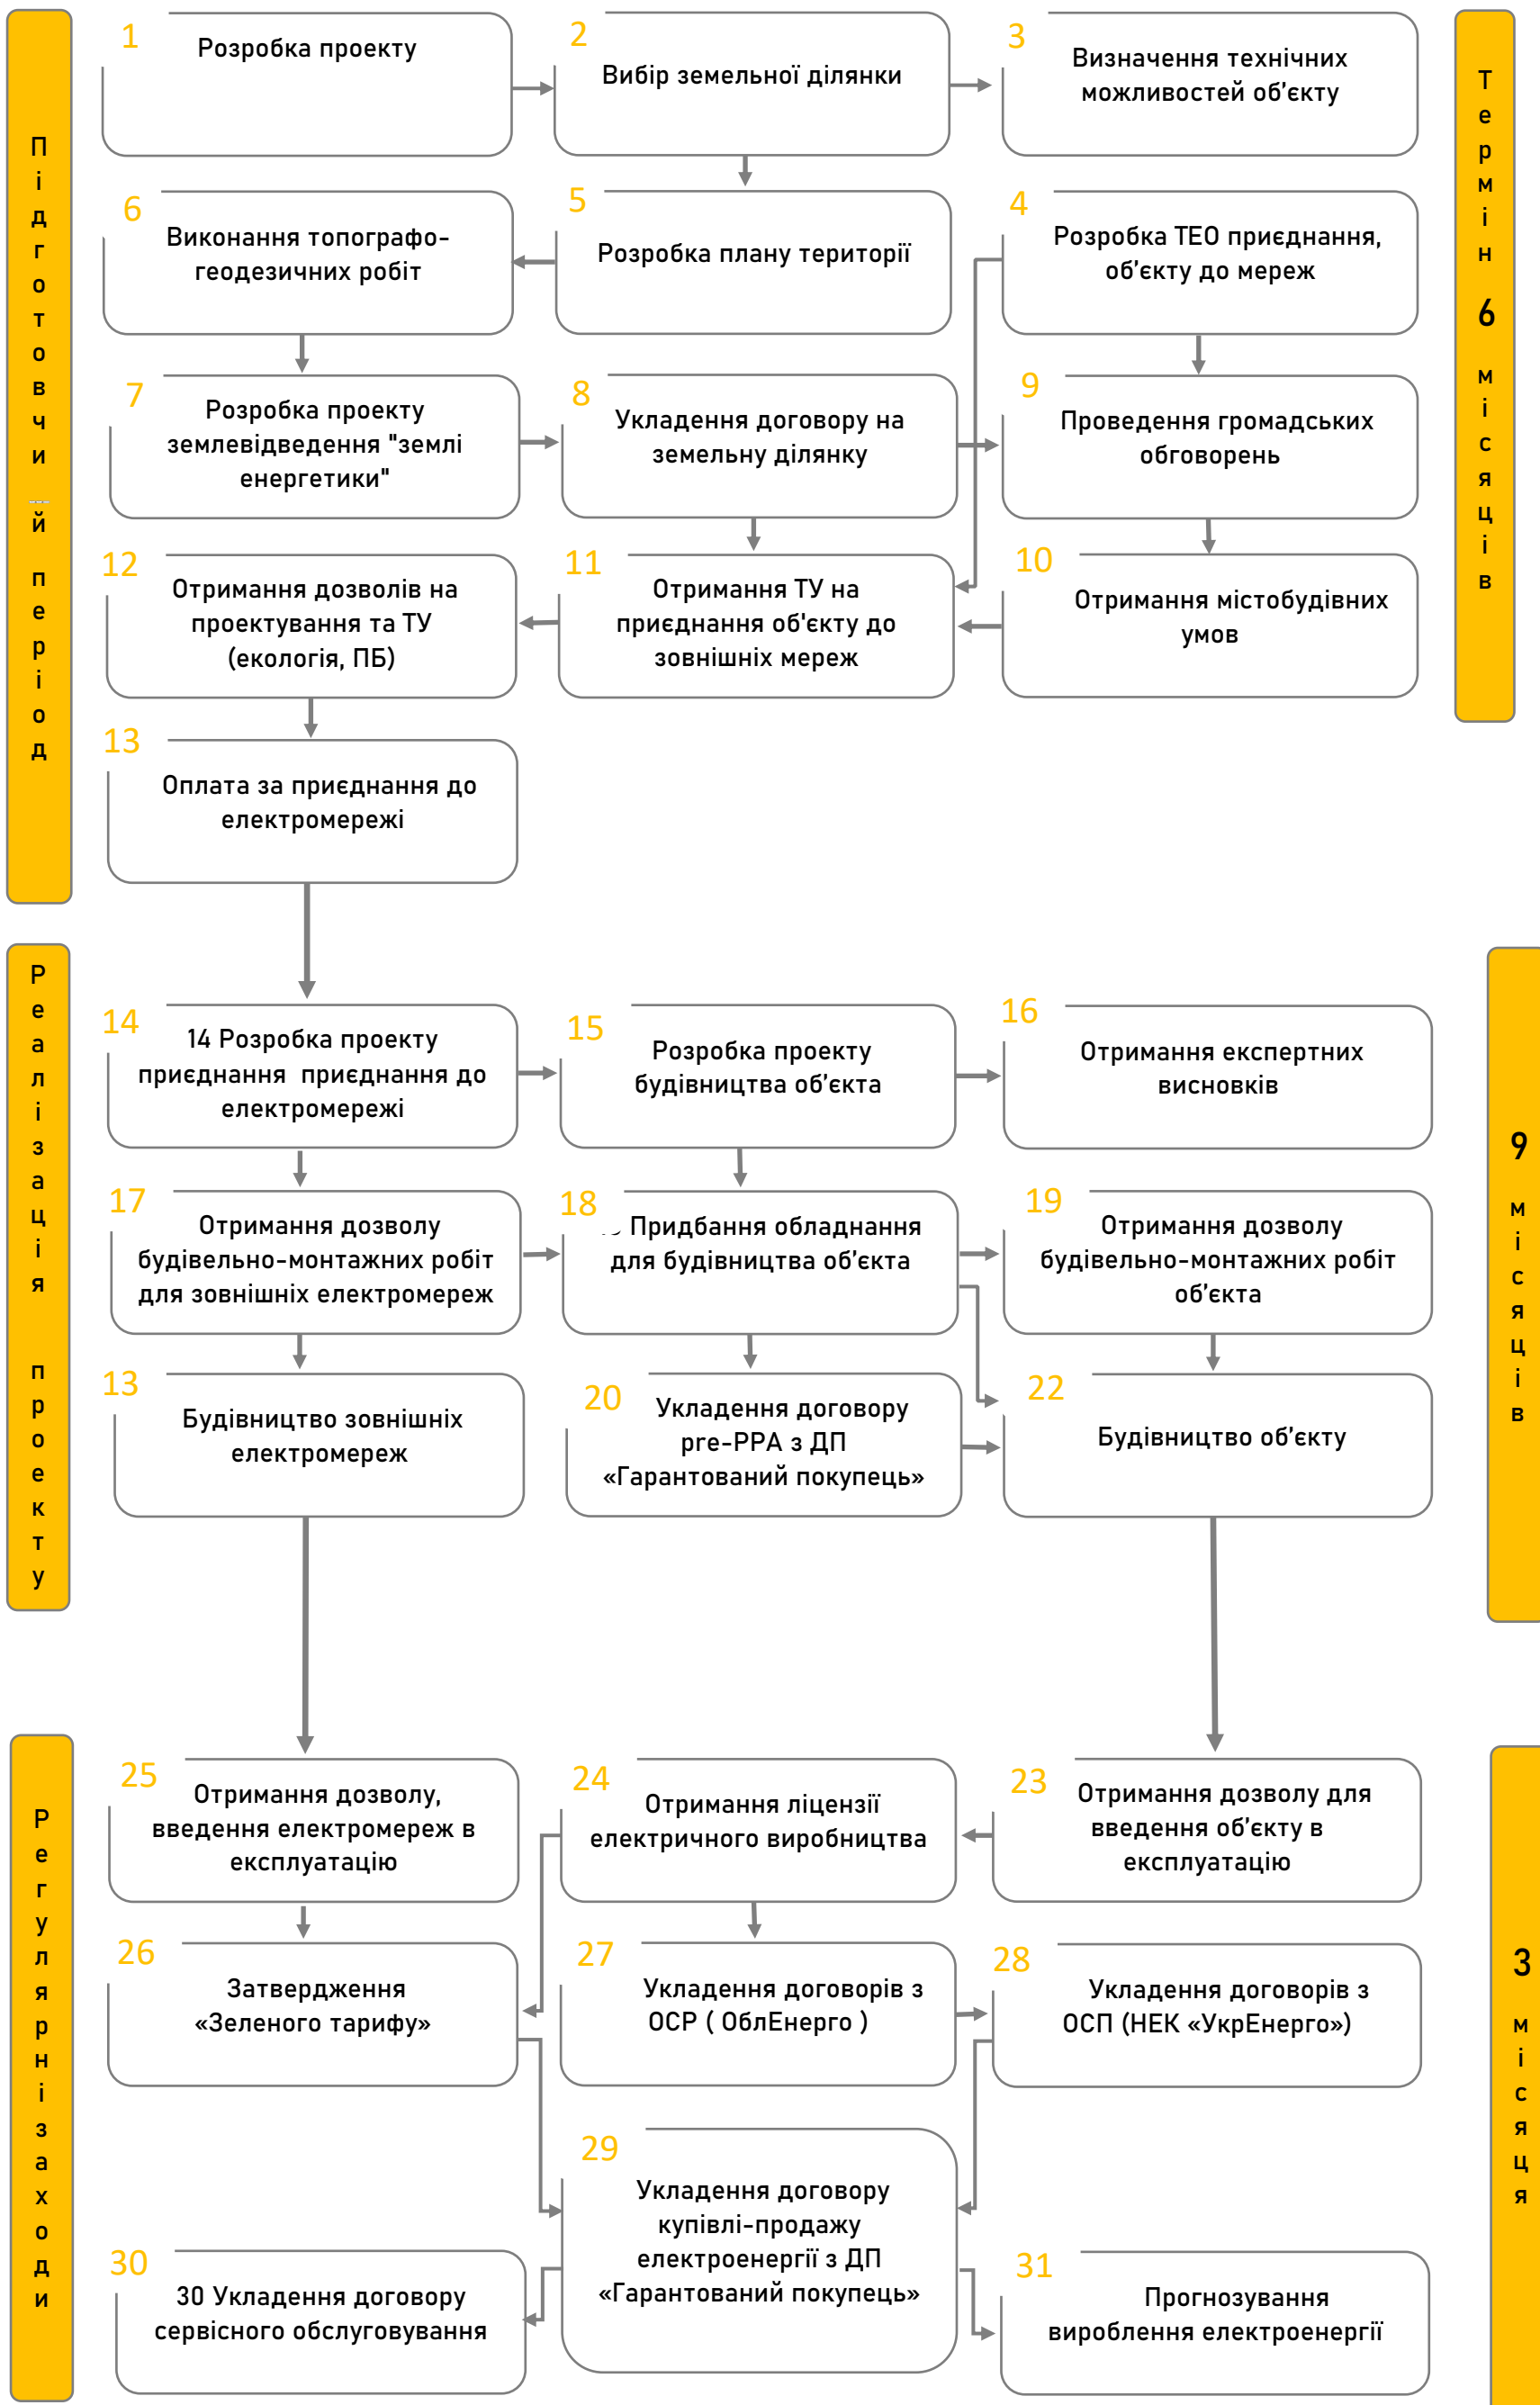 Підготовчий період
1
Розробка проекту
2
Вибір земельної ділянки
3
Визначення технічних
можливостей об’єкту
Термін 6 місяців
6
Виконання топографо-
геодезичних робіт
5
Розробка плану території
4
Розробка ТЕО приєднання,
об’єкту до мереж
7
Розробка проекту
землевідведення "землі
енергетики"
8
Укладення договору на
земельну ділянку
9
Проведення громадських
обговорень
12
Отримання дозволів на
проектування та ТУ
(екологія, ПБ)
11
Отримання ТУ на
приєднання об'єкту до
зовнішніх мереж
10
Отримання містобудівних
умов
13
Оплата за приєднання до
електромережі
Реалізація проекту
14
14 Розробка проекту
приєднання приєднання до
електромережі
15
Розробка проекту
будівництва об’єкта
16
Отримання експертних
висновків
9 місяців
17
Отримання дозволу
будівельно-монтажних робіт
для зовнішніх електромереж
18
Придбання обладнання
для будівництва об’єкта
19
Отримання дозволу
будівельно-монтажних робіт
об’єкта
13
Будівництво зовнішніх
електромереж
20
Укладення договору
pre-PPA з ДП
«Гарантований покупець»
22
Будівництво об’єкту
Регулярні заходи
25
Отримання дозволу,
введення електромереж в
експлуатацію
24
Отримання ліцензії
електричного виробництва
23
Отримання дозволу для
введення об’єкту в
експлуатацію
3 місяця
26
Затвердження
«Зеленого тарифу»
27
Укладення договорів з
ОСР ( ОблЕнерго )
28
Укладення договорів з
ОСП (НЕК «УкрЕнерго»)
29
Укладення договору
купівлі-продажу
електроенергії з ДП
«Гарантований покупець»
30
30 Укладення договору
сервісного обслуговування
31
Прогнозування
вироблення електроенергії